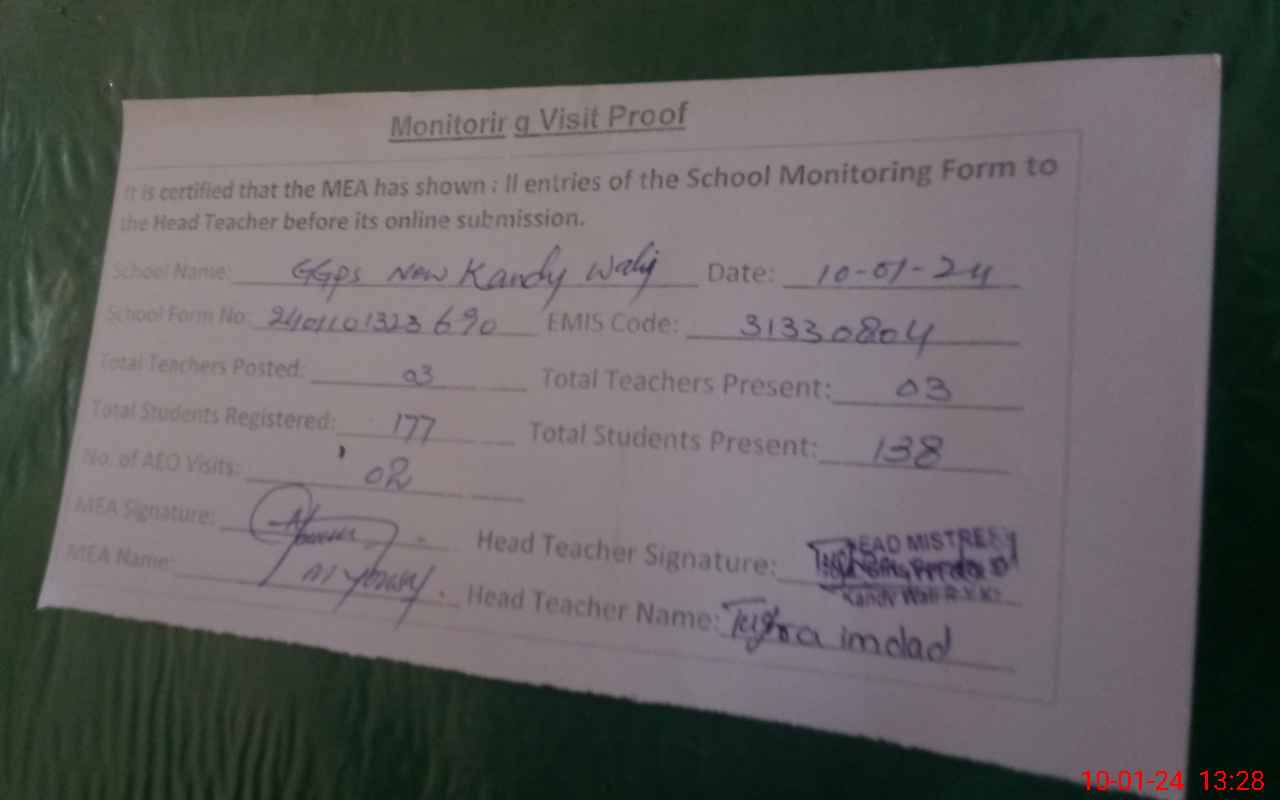 Monitorir g Visit Proof
It is certified that the MEA has shown : ll entries of the School Monitoring Form to
the Head Teacher before its online submission.
School Name: GGPS New Kandy Wali Date: 10-01-24
School Form No: 2401101323690 EMIS Code: 31330804
Total Teachers Posted: 03 Total Teachers Present: 03
Total Students Registered: 177 Total Students Present: 138
No. of AEO Visits: 02
MEA Signature: Head Teacher Signature: EAD MISTRES
Kandy Wali R.Y.K
MEA Name: M Yousaf. Head Teacher Name: imdad
10-01-24 13:28